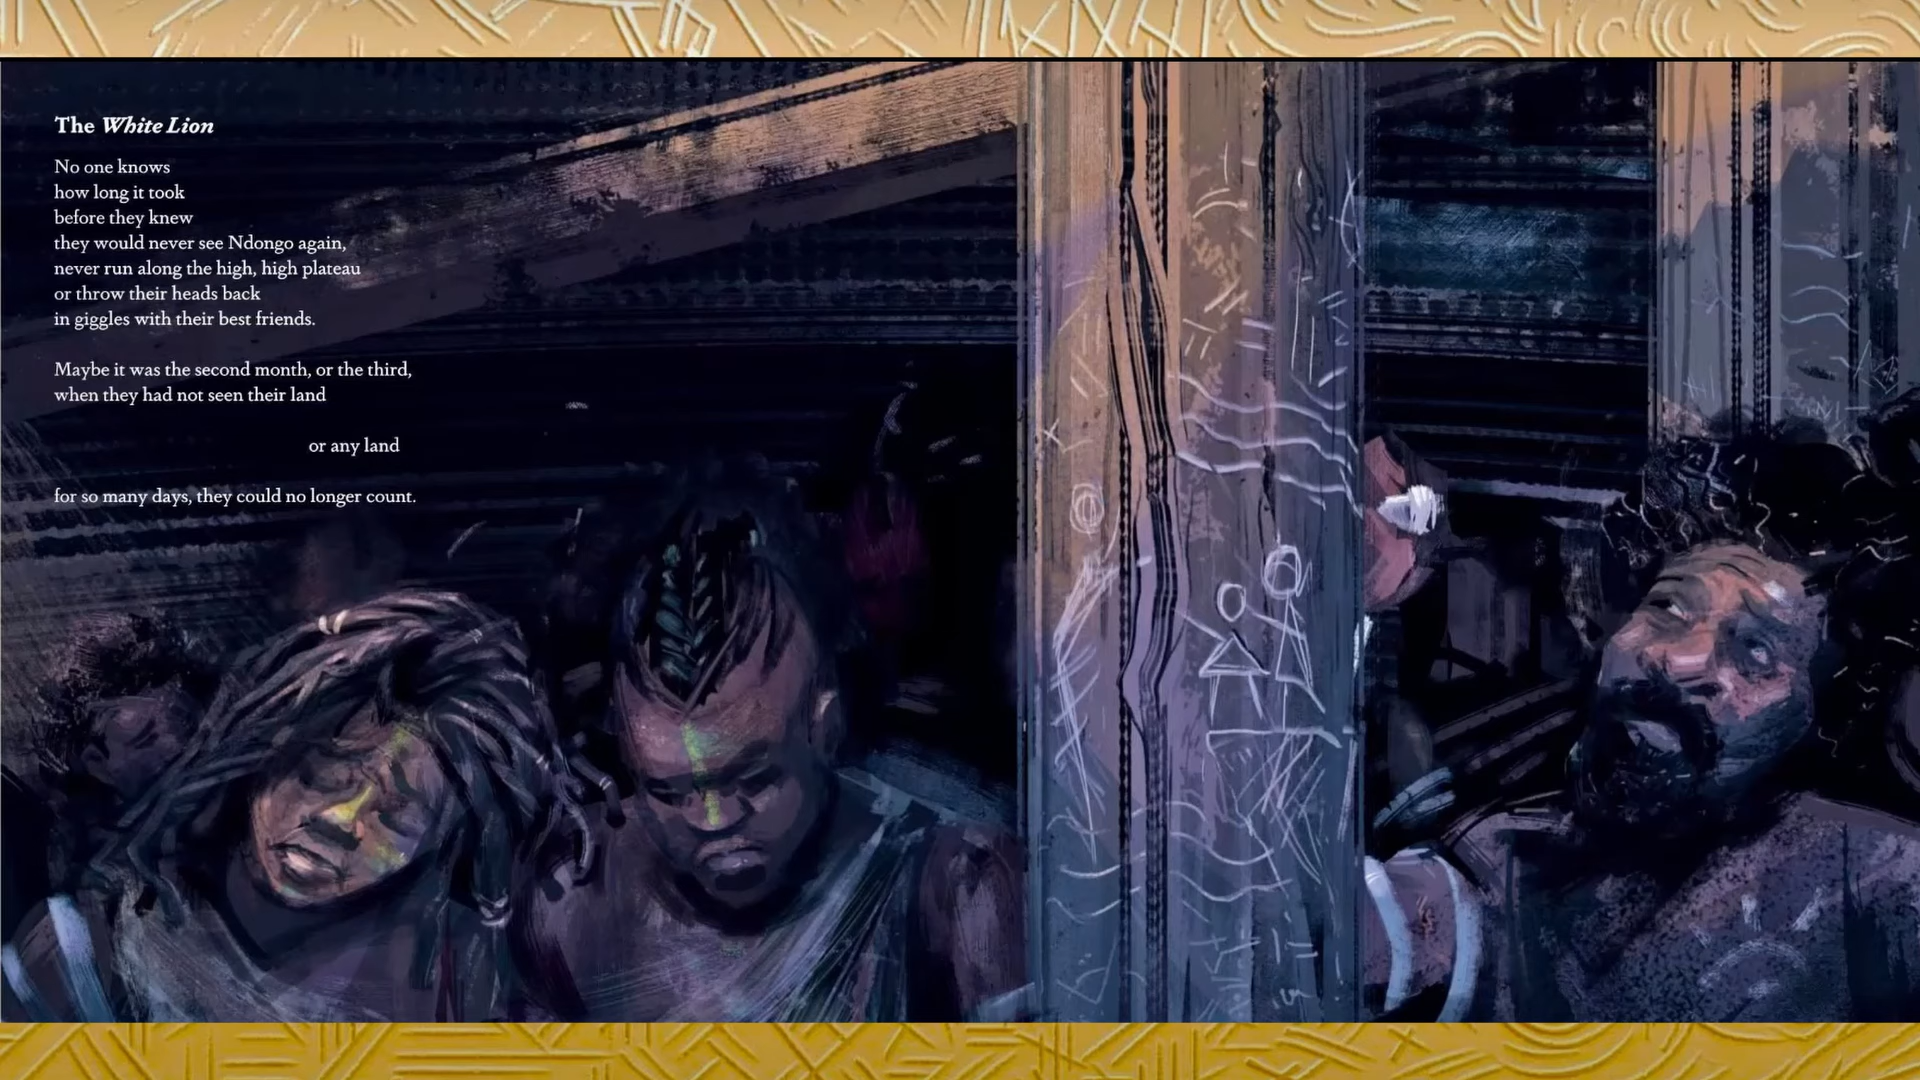 The White Lion
No one knows
how long it took
before they knew
they would never see Ndongo again,
never run along the high, high plateau
or throw their heads back
in giggles with their best friends.
Maybe it was the second month, or the third,
when they had not seen their land
or any land
for so many days, they could no longer count.